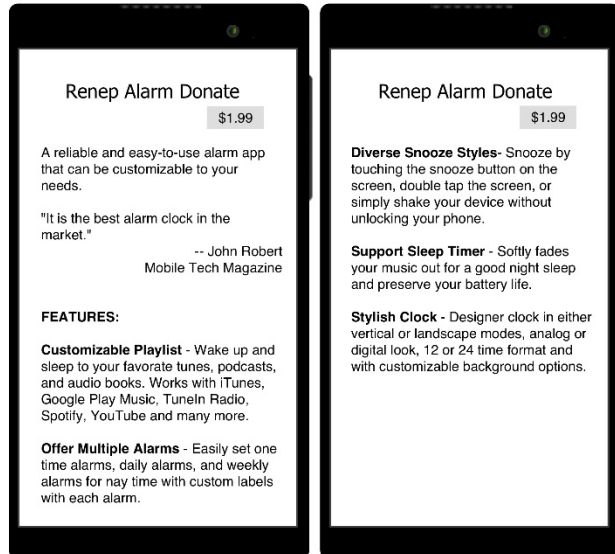 Renep Alarm Donate
$1.99
A reliable and easy-to-use alarm app
that can be customizable to your
needs.
"It is the best alarm clock in the
market."
-- John Robert
Mobile Tech Magazine
FEATURES:
Customizable Playlist - Wake up and
sleep to your favorate tunes, podcasts,
and audio books. Works with iTunes,
Google Play Music, TuneIn Radio,
Spotify, YouTube and many more.
Offer Multiple Alarms - Easily set one
time alarms, daily alarms, and weekly
alarms for nay time with custom labels
with each alarm.
Renep Alarm Donate
$1.99
Diverse Snooze Styles- Snooze by
touching the snooze button on the
screen, double tap the screen, or
simply shake your device without
unlocking your phone.
Support Sleep Timer - Softly fades
your music out for a good night sleep
and preserve your battery life.
Stylish Clock - Designer clock in either
vertical or landscape modes, analog or
digital look, 12 or 24 time format and
with customizable background options.